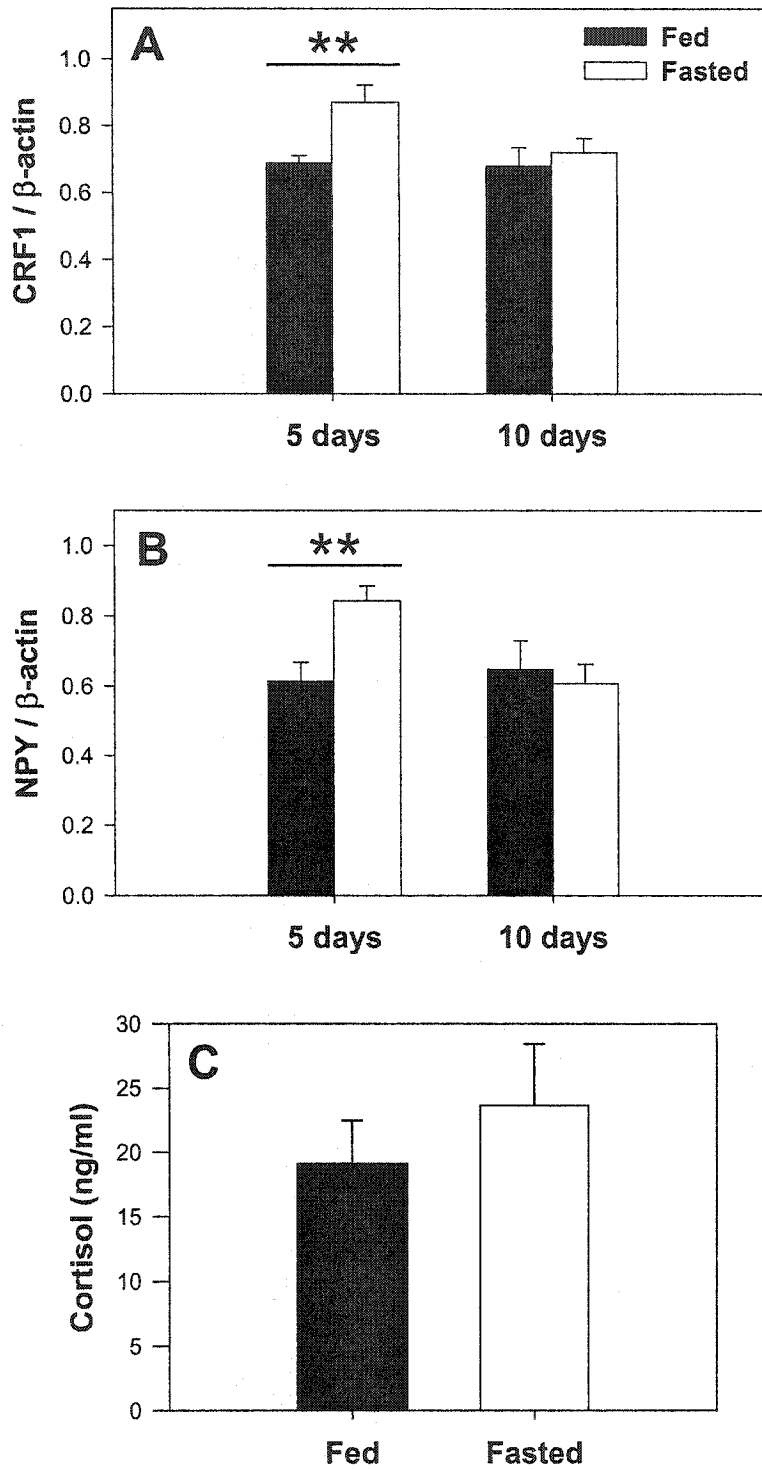 A
**
Fed
Fasted
1.0
0.8
0.6
0.4
0.2
0.0
CRF1 / β-actin
5 days 10 days
B
**
1.0
0.8
0.6
0.4
0.2
0.0
NPY / β-actin
5 days 10 days
C
30
25
20
15
10
5
0
Cortisol (ng/ml)
Fed Fasted